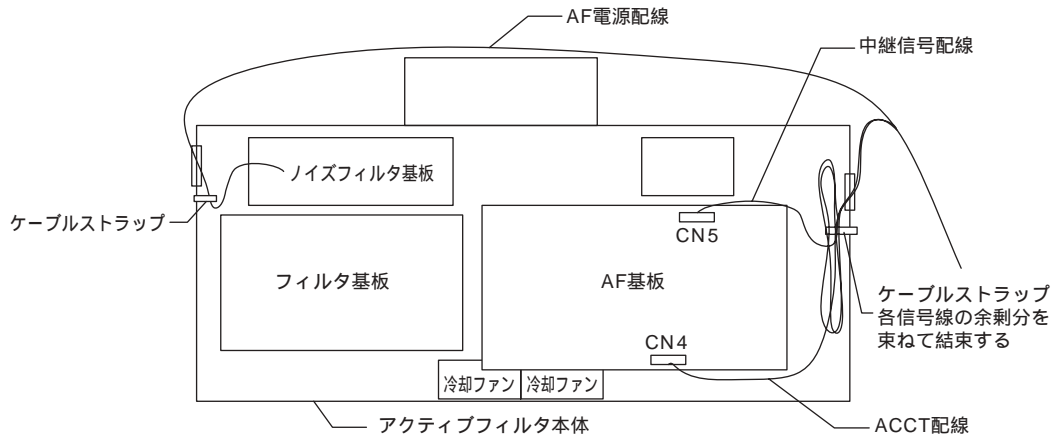 AF電源配線
中継信号配線
ノイズフィルタ基板
ケーブルストラップ
CN5
フィルタ基板
AF基板
ケーブルストラップ
各信号線の余剰分を
束ねて結束する
CN4
冷却ファン
冷却ファン
アクティブフィルタ本体
ACCT配線